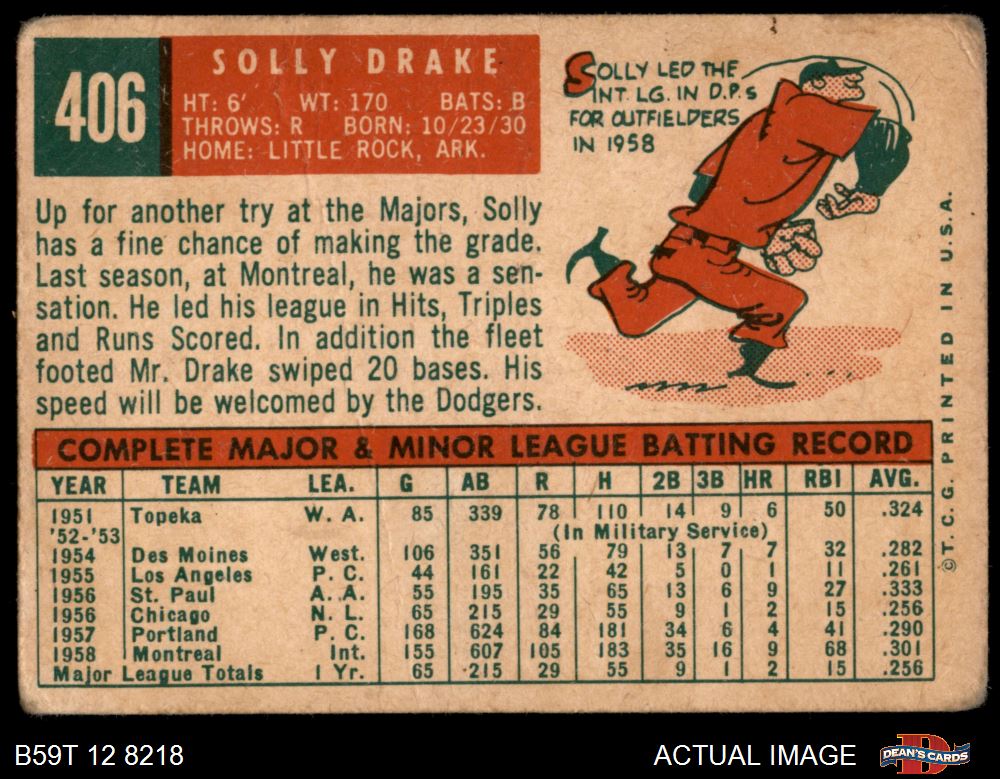 406
SOLLY DRAKE
HT: 6' WT: 170 BATS: B
THROWS: R BORN: 10/23/30
HOME: LITTLE ROCK, ARK.
SOLLY LED THE
INT. LG. IN D.P.s
FOR OUTFIELDERS
IN 1958
Up for another try at the Majors, Solly
has a fine chance of making the grade.
Last season, at Montreal, he was a sen-
sation. He led his league in Hits, Triples
and Runs Scored. In addition the fleet
footed Mr. Drake swiped 20 bases. His
speed will be welcomed by the Dodgers.
COMPLETE MAJOR & MINOR LEAGUE BATTING RECORD
YEAR TEAM LEA. G AB R H 2B 3B HR RBI AVG.
1951 Topeka W. A. 85 339 78 110 14 9 6 50 .324
'52-'53 (In Military Service)
1954 Des Moines West. 106 351 56 79 13 7 7 32 .282
1955 Los Angeles P. C. 44 161 22 42 5 0 1 11 .261
1956 St. Paul A. A. 55 195 35 65 13 6 9 27 .333
1956 Chicago N. L. 65 215 29 55 9 1 2 15 .256
1957 Portland P. C. 168 624 84 181 34 6 4 41 .290
1958 Montreal Int. 155 607 105 183 35 16 9 68 .301
Major League Totals 1 Yr. 65 215 29 55 9 1 2 15 .256
©T. C. G. PRINTED IN U.S.A.
B59T 12 8218
ACTUAL IMAGE
DEAN'S CARDS